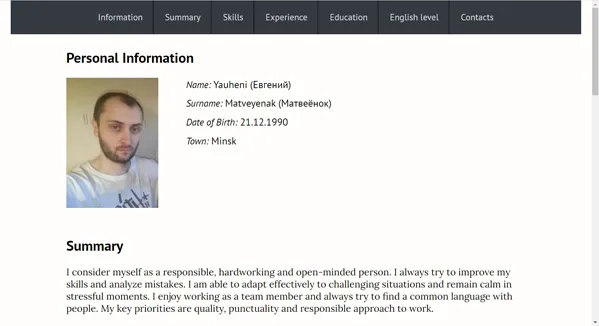 Information Summary Skills Experience Education English level Contacts
Personal Information
Name: Yauheni (Евгений)
Surname: Matveyenak (Матвеёнок)
Date of Birth: 21.12.1990
Town: Minsk
Summary
I consider myself as a responsible, hardworking and open-minded person. I always try to improve my
skills and analyze mistakes. I am able to adapt effectively to challenging situations and remain calm in
stressful moments. I enjoy working as a team member and always try to find a common language with
people. My key priorities are quality, punctuality and responsible approach to work.